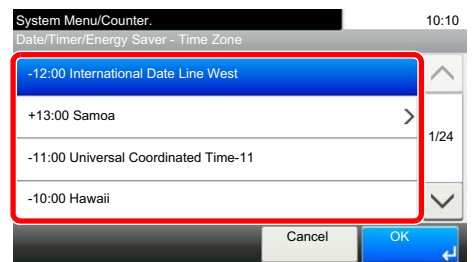 System Menu/Counter. 10:10
Date/Timer/Energy Saver - Time Zone
-12:00 International Date Line West
+13:00 Samoa
1/24
-11:00 Universal Coordinated Time-11
-10:00 Hawaii
Cancel OK